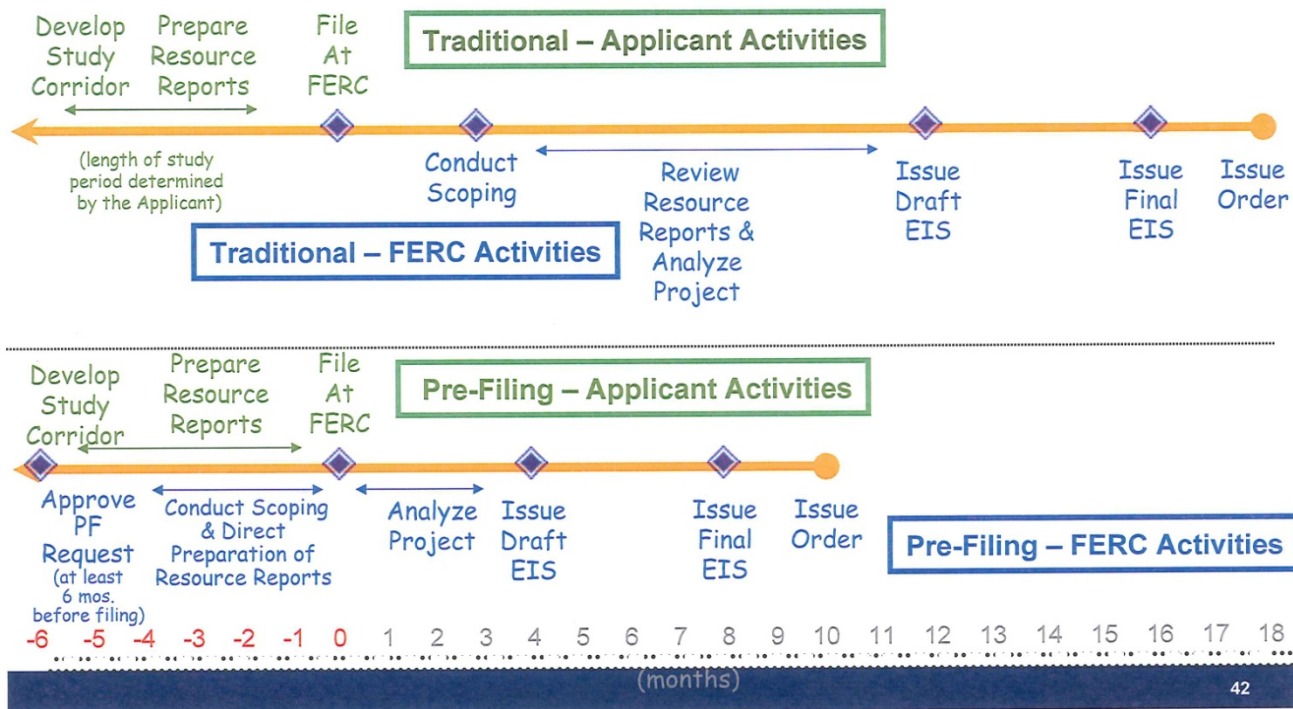 Develop
Study
Corridor
Prepare
Resource
Reports
File
At
FERC
Traditional – Applicant Activities
(length of study
period determined
by the Applicant)
Conduct
Scoping
Review
Resource
Reports &
Analyze
Project
Issue
Draft
EIS
Issue
Final
EIS
Issue
Order
Traditional – FERC Activities
Develop
Study
Corridor
Prepare
Resource
Reports
File
At
FERC
Pre-Filing – Applicant Activities
Approve
PF
Request
(at least
6 mos.
before filing)
Conduct Scoping
& Direct
Preparation of
Resource Reports
Analyze
Project
Issue
Draft
EIS
Issue
Final
EIS
Issue
Order
Pre-Filing – FERC Activities
-6 -5 -4 -3 -2 -1 0 1 2 3 4 5 6 7 8 9 10 11 12 13 14 15 16 17 18
(months)
42